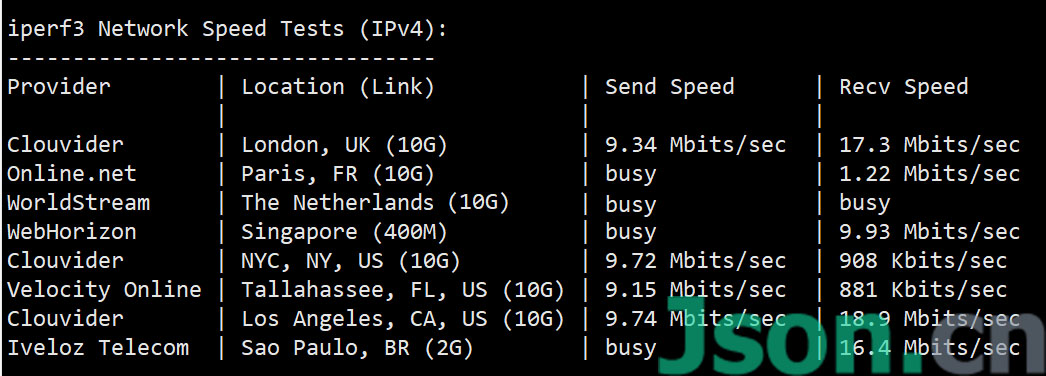 iperf3 Network Speed Tests (IPv4):
---------------------------------
Provider | Location (Link) | Send Speed | Recv Speed
| | |
Clouvider | London, UK (10G) | 9.34 Mbits/sec | 17.3 Mbits/sec
Online.net | Paris, FR (10G) | busy | 1.22 Mbits/sec
WorldStream | The Netherlands (10G) | busy | busy
WebHorizon | Singapore (400M) | busy | 9.93 Mbits/sec
Clouvider | NYC, NY, US (10G) | 9.72 Mbits/sec | 908 Kbits/sec
Velocity Online | Tallahassee, FL, US (10G) | 9.15 Mbits/sec | 881 Kbits/sec
Clouvider | Los Angeles, CA, US (10G) | 9.74 Mbits/sec | 18.9 Mbits/sec
Iveloz Telecom | Sao Paulo, BR (2G) | busy | 16.4 Mbits/sec
Json.cn